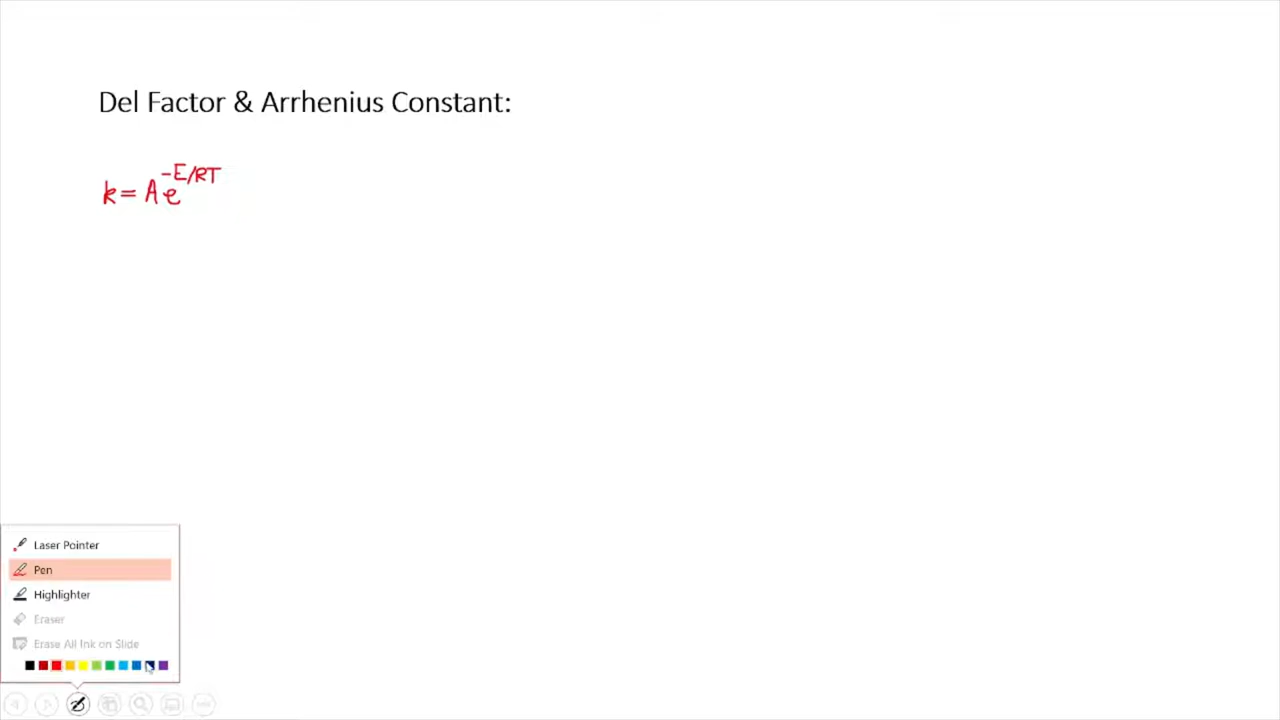 Del Factor & Arrhenius Constant:
k = Ae^-E/RT
Laser Pointer
Pen
Highlighter
Eraser
Erase All Ink on Slide